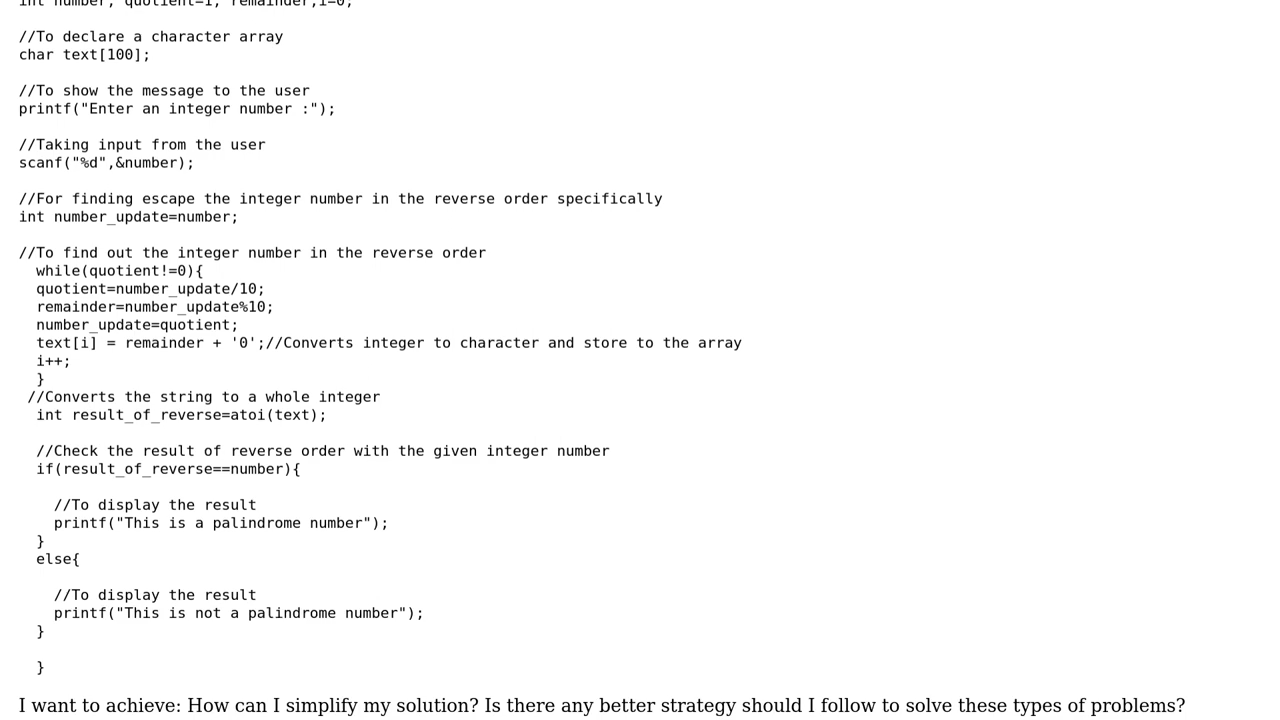 int number, quotient=1, remainder,i=0;
//To declare a character array
char text[100];
//To show the message to the user
printf("Enter an integer number :");
//Taking input from the user
scanf("%d",&number);
//For finding escape the integer number in the reverse order specifically
int number_update=number;
//To find out the integer number in the reverse order
while(quotient!=0){
quotient=number_update/10;
remainder=number_update%10;
number_update=quotient;
text[i] = remainder + '0';//Converts integer to character and store to the array
i++;
}
//Converts the string to a whole integer
int result_of_reverse=atoi(text);
//Check the result of reverse order with the given integer number
if(result_of_reverse==number){
//To display the result
printf("This is a palindrome number");
}
else{
//To display the result
printf("This is not a palindrome number");
}
}
I want to achieve: How can I simplify my solution? Is there any better strategy should I follow to solve these types of problems?